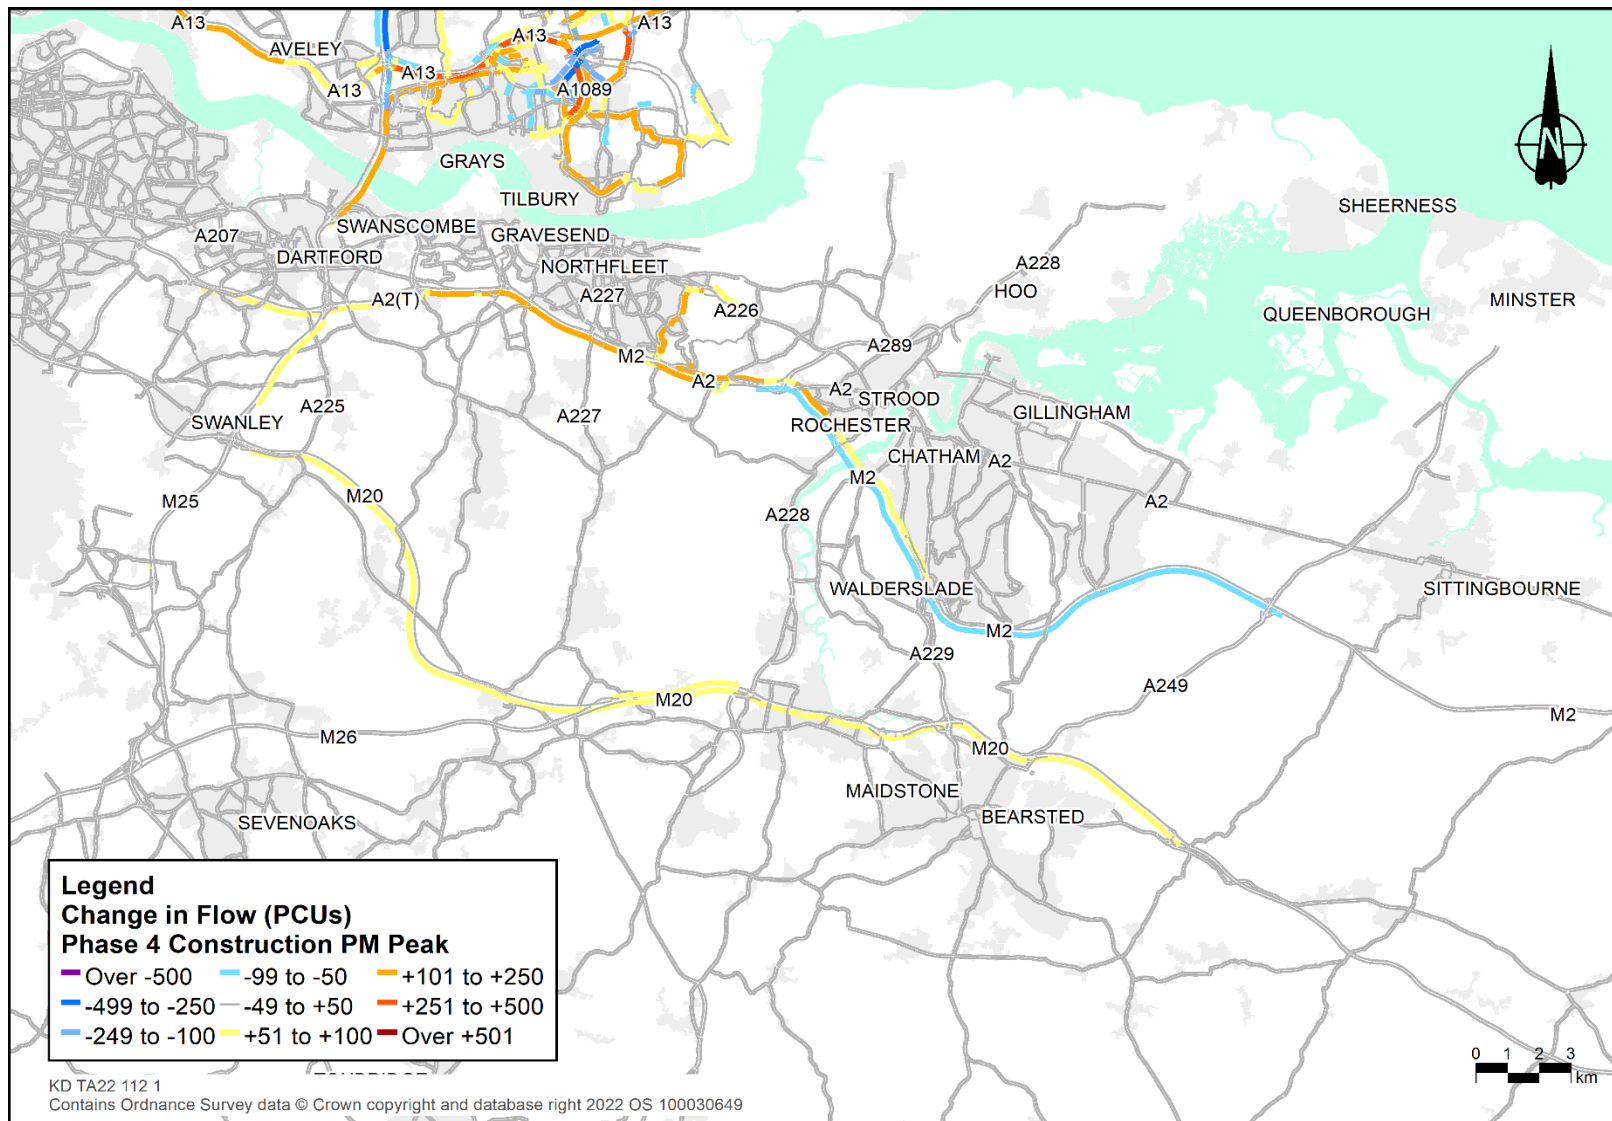 A13
A13
A13
AVELEY
A13
A13
A1089
GRAYS
TILBURY
SHEERNESS
N
SWANSCOMBE
A207
GRAVESEND
DARTFORD
NORTHFLEET
A228
HOO
A2(T)
A227
A226
MINSTER
QUEENBOROUGH
A289
M2
A2
A2
STROOD
A225
A227
GILLINGHAM
SWANLEY
ROCHESTER
CHATHAM
A2
M2
M25
M20
A228
A2
WALDERSLADE
SITTINGBOURNE
M2
A229
A249
M20
M2
M26
M20
MAIDSTONE
BEARSTED
SEVENOAKS
Legend
Change in Flow (PCUs)
Phase 4 Construction PM Peak
Over -500 -99 to -50 +101 to +250
-499 to -250 -49 to +50 +251 to +500
-249 to -100 +51 to +100 Over +501
0 1 2 3
km
KD TA22 112 1
Contains Ordnance Survey data © Crown copyright and database right 2022 OS 100030649